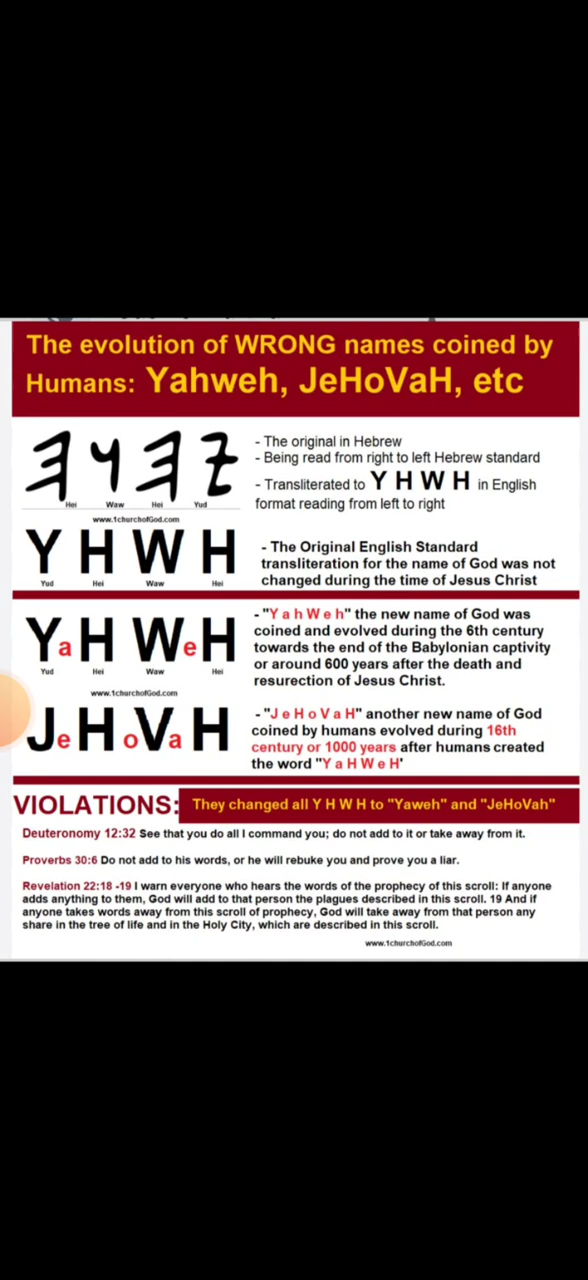 The evolution of WRONG names coined by
Humans: Yahweh, JeHoVaH, etc
𐤉𐤄𐤅𐤄
Hei Waw Hei Yud
www.1churchofGod.com
- The original in Hebrew
- Being read from right to left Hebrew standard
- Transliterated to Y H W H in English
format reading from left to right
Y H W H
Yud Hei Waw Hei
- The Original English Standard
transliteration for the name of God was not
changed during the time of Jesus Christ
YaHWeH
Yud Hei Waw Hei
www.1churchofGod.com
- "Y a h W e h" the new name of God was
coined and evolved during the 6th century
towards the end of the Babylonian captivity
or around 600 years after the death and
resurection of Jesus Christ.
JeHoVaH
- "J e H o V a H" another new name of God
coined by humans evolved during 16th
century or 1000 years after humans created
the word "Y a H W e H'
VIOLATIONS: They changed all Y H W H to "Yaweh" and "JeHoVah"
Deuteronomy 12:32 See that you do all I command you; do not add to it or take away from it.
Proverbs 30:6 Do not add to his words, or he will rebuke you and prove you a liar.
Revelation 22:18 -19 I warn everyone who hears the words of the prophecy of this scroll: If anyone
adds anything to them, God will add to that person the plagues described in this scroll. 19 And if
anyone takes words away from this scroll of prophecy, God will take away from that person any
share in the tree of life and in the Holy City, which are described in this scroll.
www.1churchofGod.com